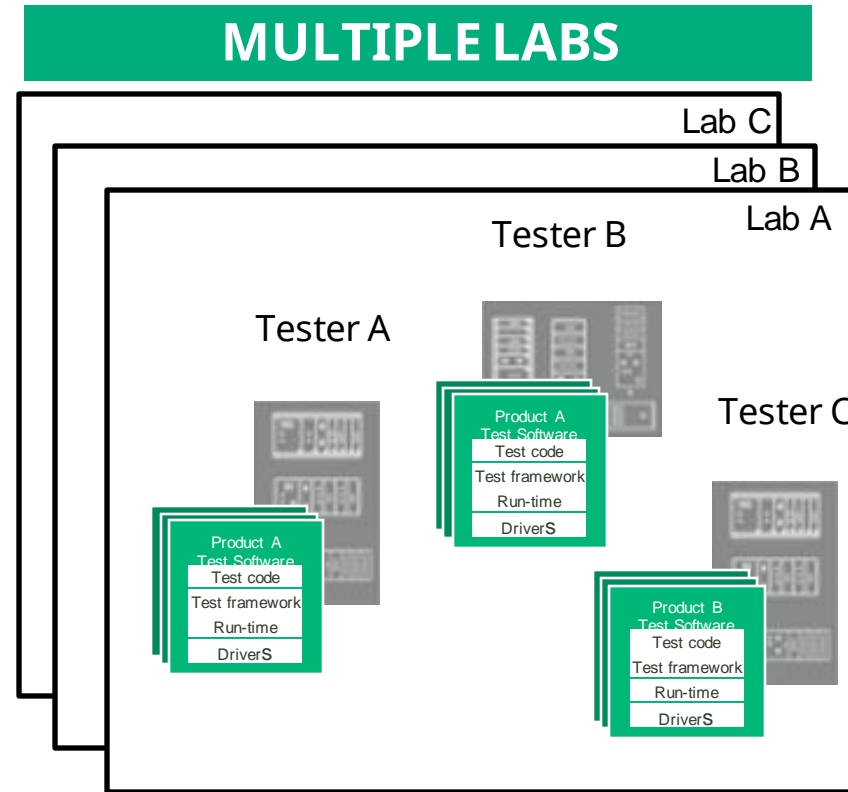 MULTIPLE LABS
Lab C
Lab B
Lab A
Tester B
Tester A
Tester C
Product A
Test Software
Test code
Test framework
Run-time
DriverS
Product A
Test Software
Test code
Test framework
Run-time
DriverS
Product B
Test Software
Test code
Test framework
Run-time
DriverS